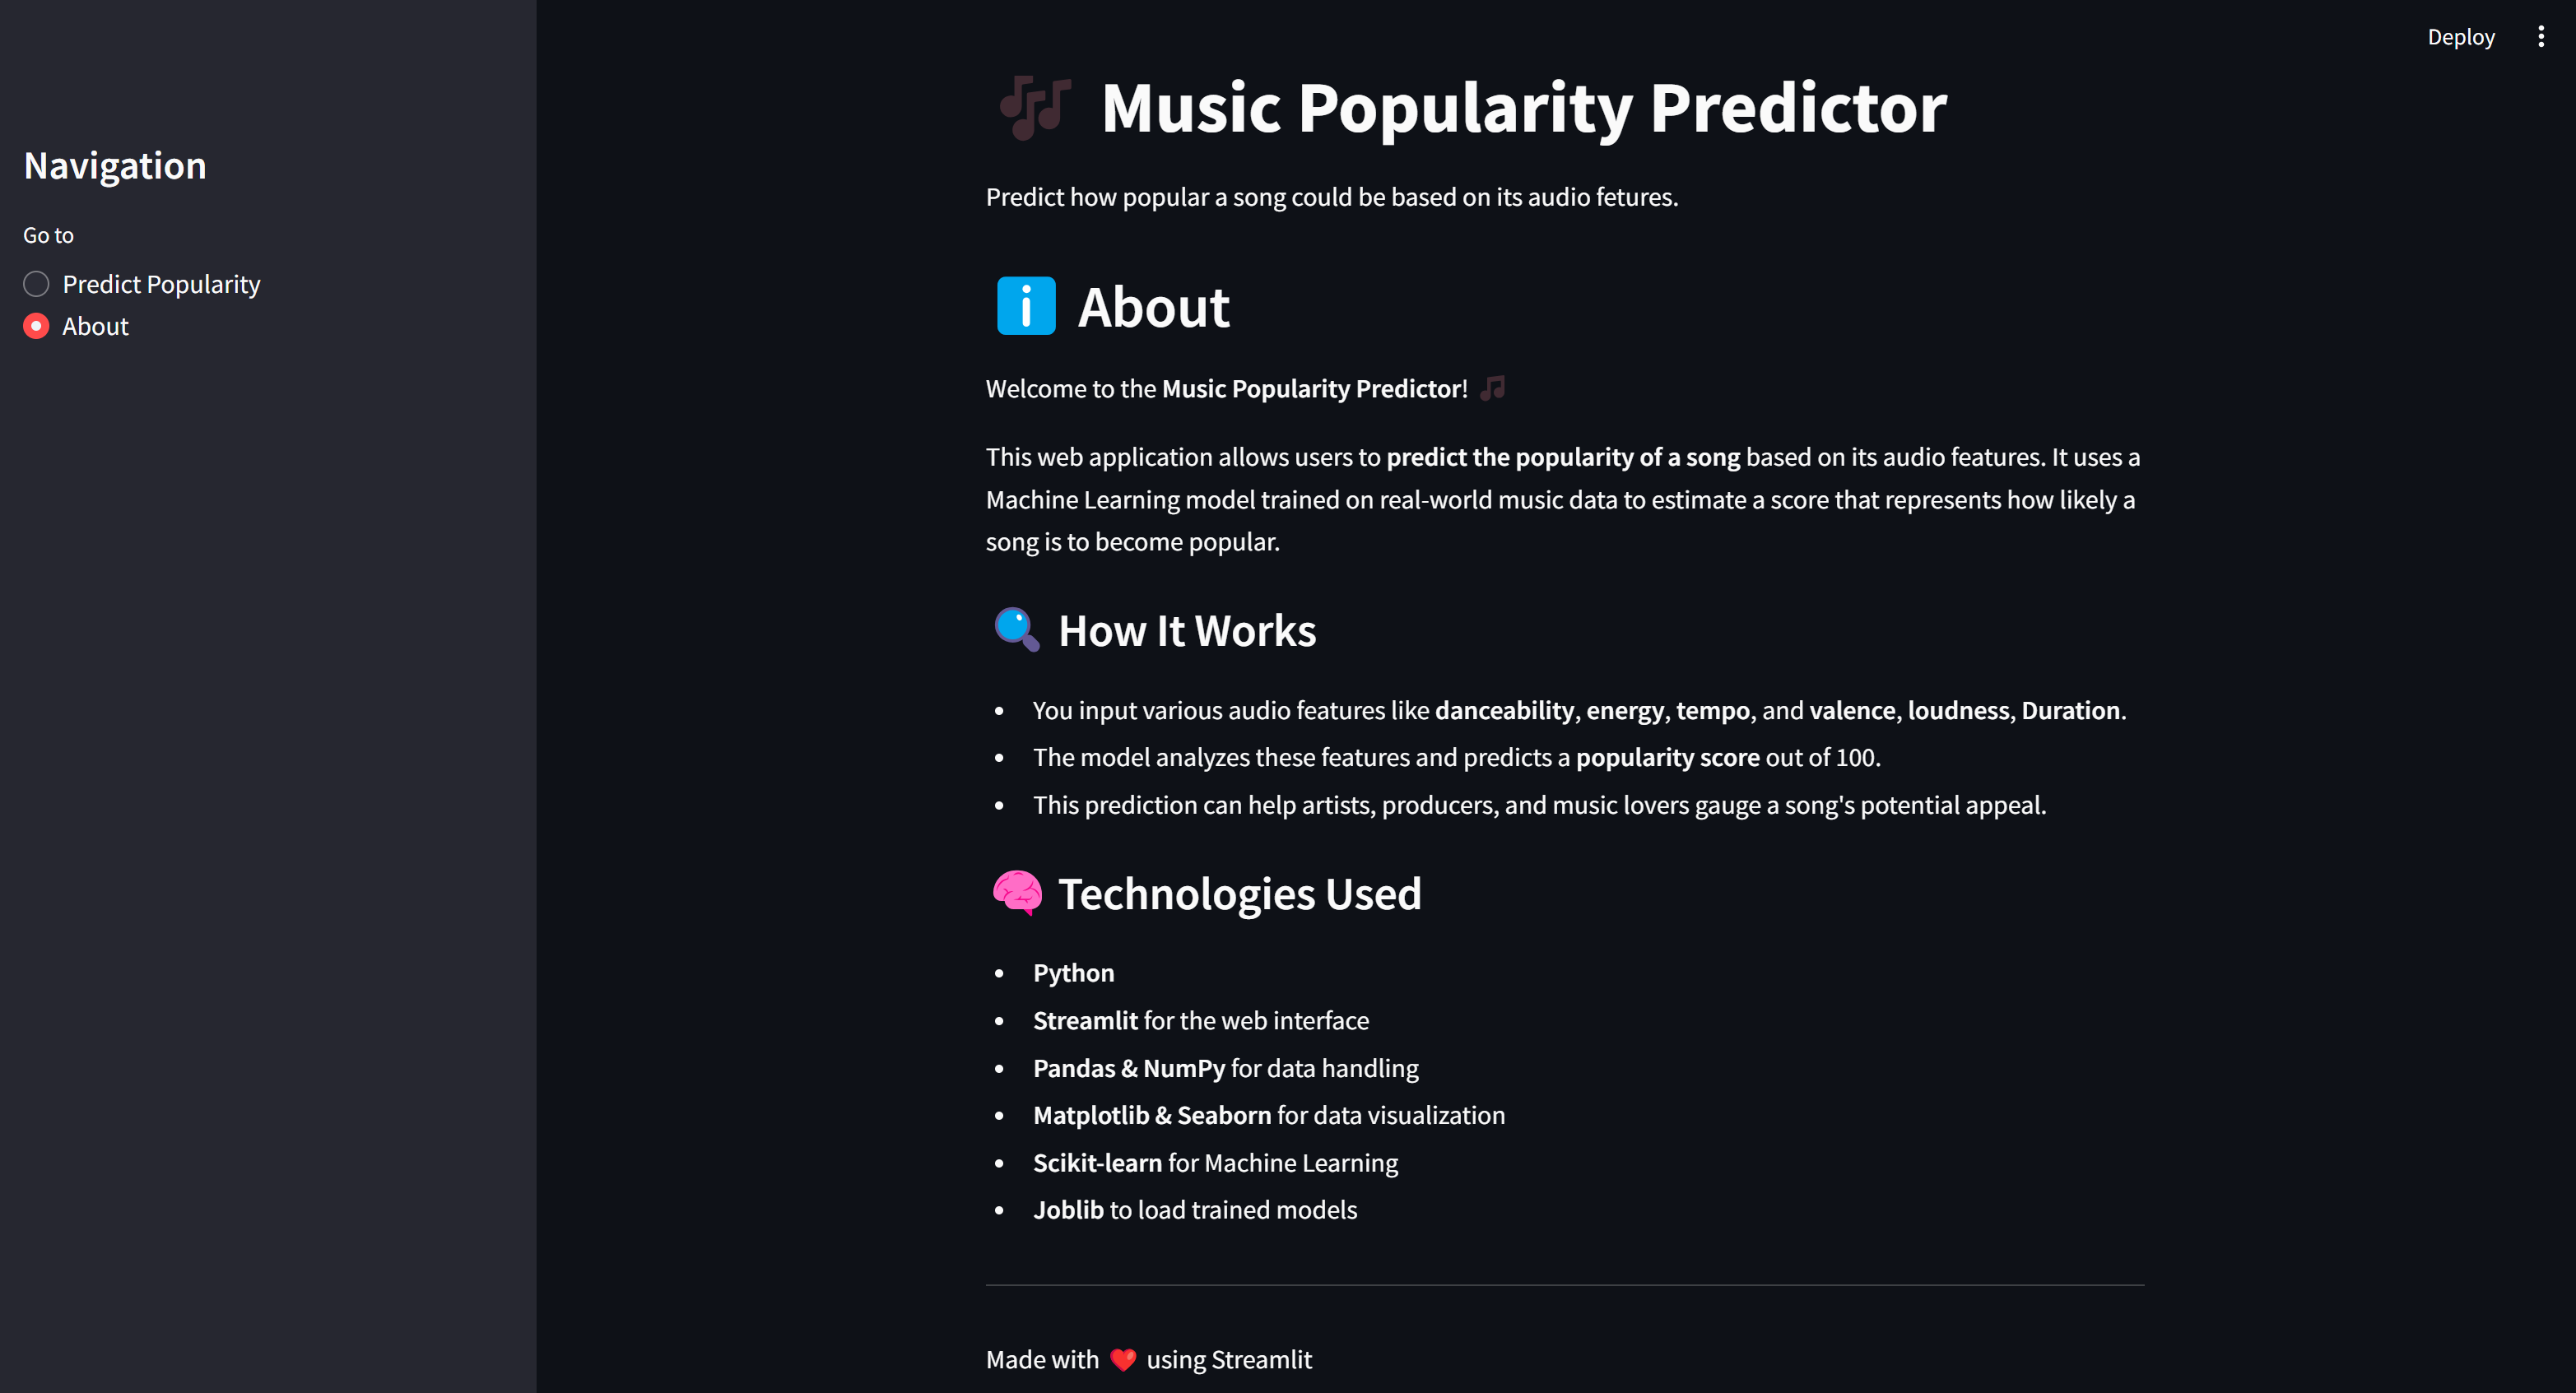 Deploy
Navigation
Go to
Predict Popularity
About
Music Popularity Predictor
Predict how popular a song could be based on its audio fetures.
About
Welcome to the Music Popularity Predictor!
This web application allows users to predict the popularity of a song based on its audio features. It uses a
Machine Learning model trained on real-world music data to estimate a score that represents how likely a
song is to become popular.
How It Works
• You input various audio features like danceability, energy, tempo, and valence, loudness, Duration.
• The model analyzes these features and predicts a popularity score out of 100.
• This prediction can help artists, producers, and music lovers gauge a song's potential appeal.
Technologies Used
• Python
• Streamlit for the web interface
• Pandas & NumPy for data handling
• Matplotlib & Seaborn for data visualization
• Scikit-learn for Machine Learning
• Joblib to load trained models
Made with ❤️ using Streamlit